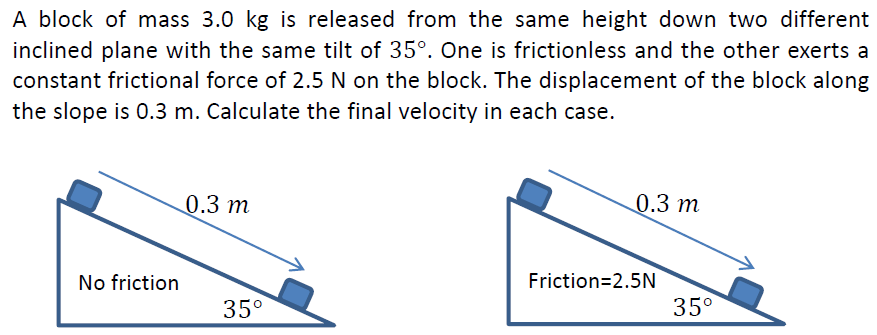 A block of mass 3.0 kg is released from the same height down two different
inclined plane with the same tilt of 35°. One is frictionless and the other exerts a
constant frictional force of 2.5 N on the block. The displacement of the block along
the slope is 0.3 m. Calculate the final velocity in each case.
0.3 m
No friction
35°
0.3 m
Friction=2.5N
35°